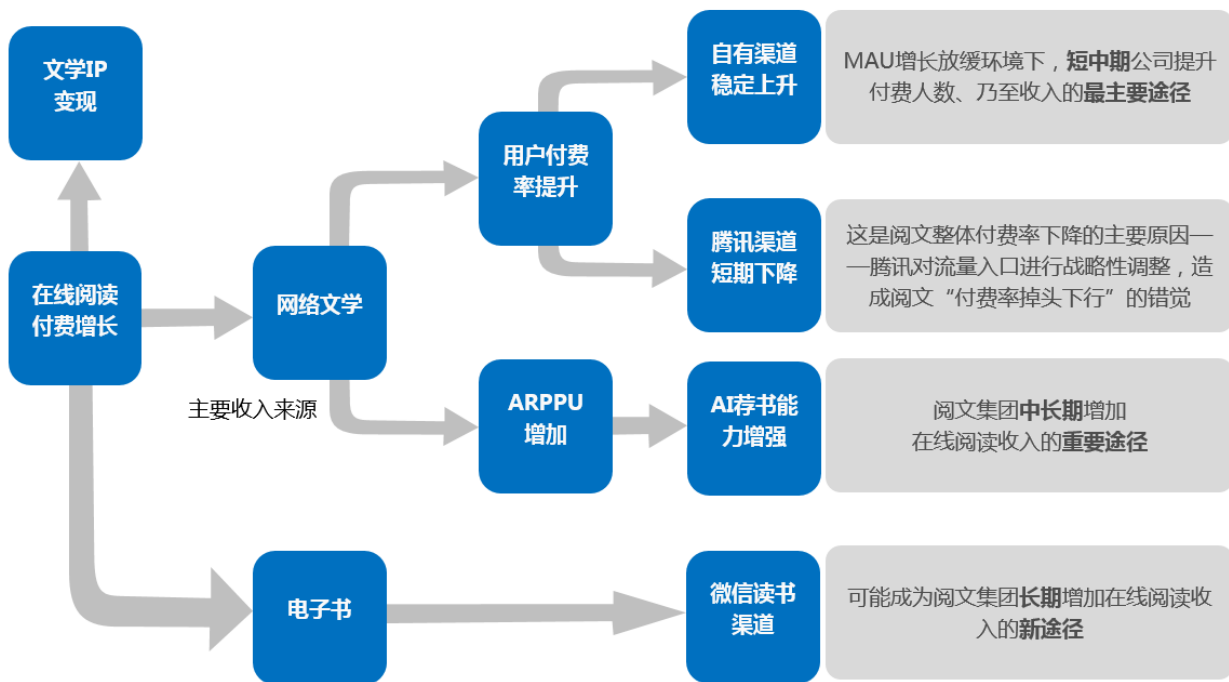 文学IP
变现
在线阅读
付费增长
网络文学
主要收入来源
用户付费
率提升
自有渠道
稳定上升
MAU增长放缓环境下，短中期公司提升
付费人数、乃至收入的最主要途径
腾讯渠道
短期下降
这是阅文整体付费率下降的主要原因—
—腾讯对流量入口进行战略性调整，造
成阅文“付费率掉头下行”的错觉
ARPPU
增加
AI荐书能
力增强
阅文集团中长期增加
在线阅读收入的重要途径
电子书
微信读书
渠道
可能成为阅文集团长期增加在线阅读收
入的新途径